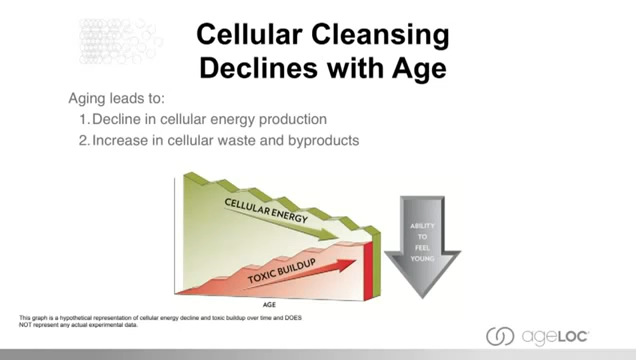 Cellular Cleansing
Declines with Age
Aging leads to:
1. Decline in cellular energy production
2. Increase in cellular waste and byproducts
CELLULAR ENERGY
TOXIC BUILDUP
AGE
ABILITY
TO
FEEL
YOUNG
This graph is a hypothetical representation of cellular energy decline and toxic buildup over time and DOES
NOT represent any actual experimental data.
ageLOC